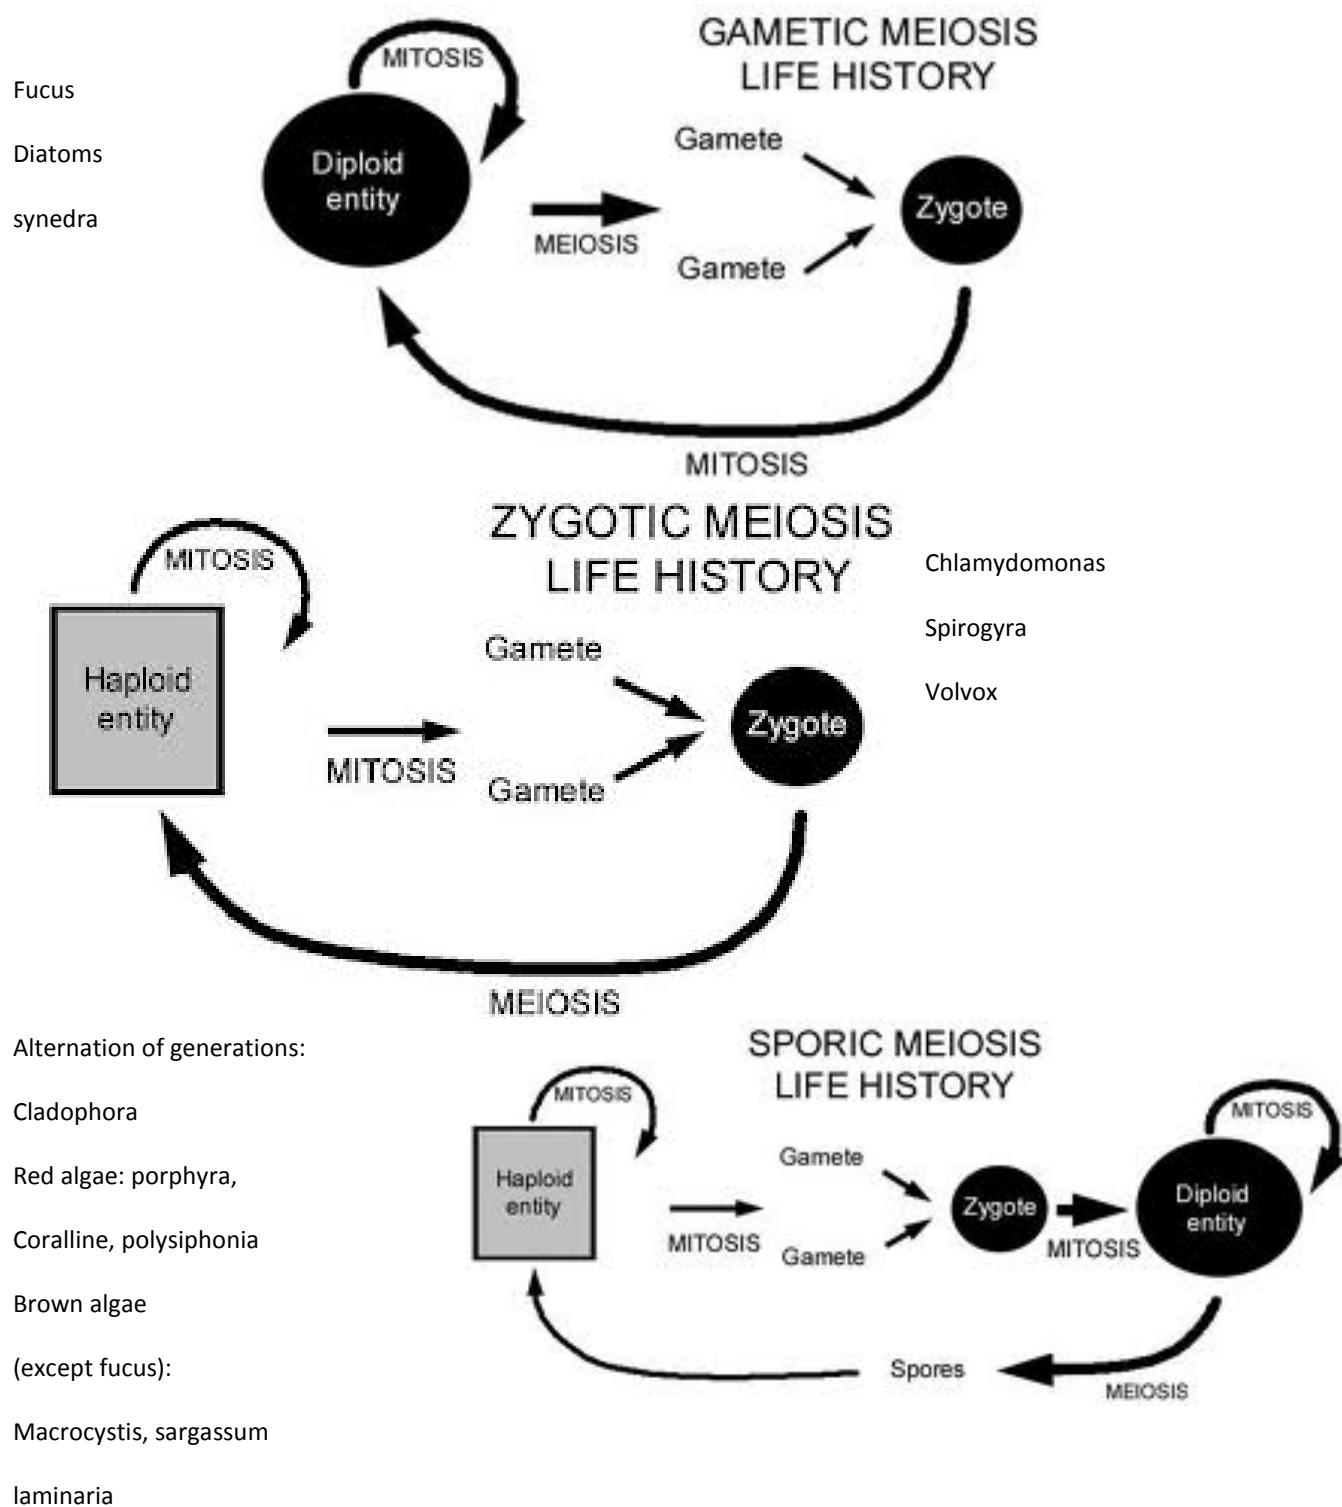 GAMETIC MEIOSIS
LIFE HISTORY
MITOSIS
Fucus
Diatoms
synedra
Diploid
entity
MEIOSIS
Gamete
Gamete
Zygote
MITOSIS
ZYGOTIC MEIOSIS
LIFE HISTORY
MITOSIS
Chlamydomonas
Spirogyra
Volvox
Haploid
entity
MITOSIS
Gamete
Gamete
Zygote
MEIOSIS
Alternation of generations:
Cladophora
Red algae: porphyra,
Coralline, polysiphonia
Brown algae
(except fucus):
Macrocystis, sargassum
laminaria
SPORIC MEIOSIS
LIFE HISTORY
MITOSIS
Haploid
entity
MITOSIS
Gamete
Gamete
Zygote
MITOSIS
MITOSIS
Diploid
entity
MEIOSIS
Spores